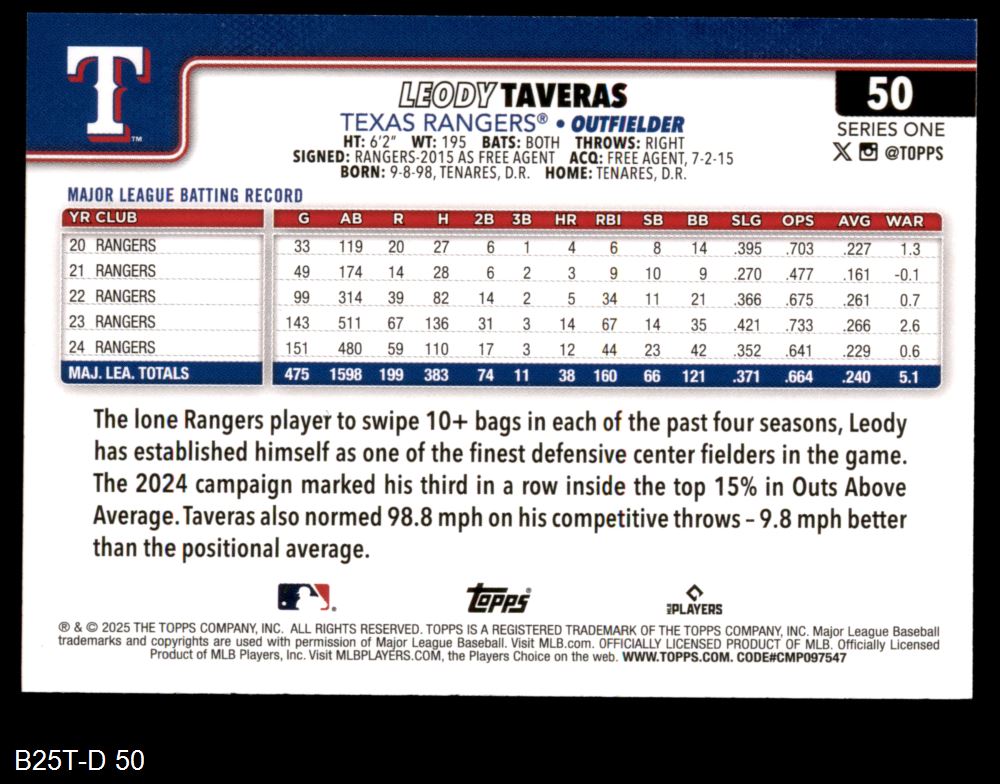 T
™
LEODY TAVERAS
50
TEXAS RANGERS® • OUTFIELDER
SERIES ONE
HT: 6'2" WT: 195 BATS: BOTH THROWS: RIGHT
@TOPPS
SIGNED: RANGERS-2015 AS FREE AGENT ACQ: FREE AGENT, 7-2-15
BORN: 9-8-98, TENARES, D.R. HOME: TENARES, D.R.
MAJOR LEAGUE BATTING RECORD
YR CLUB G AB R H 2B 3B HR RBI SB BB SLG OPS AVG WAR
20 RANGERS 33 119 20 27 6 1 4 6 8 14 .395 .703 .227 1.3
21 RANGERS 49 174 14 28 6 2 3 9 10 9 .270 .477 .161 -0.1
22 RANGERS 99 314 39 82 14 2 5 34 11 21 .366 .675 .261 0.7
23 RANGERS 143 511 67 136 31 3 14 67 14 35 .421 .733 .266 2.6
24 RANGERS 151 480 59 110 17 3 12 44 23 42 .352 .641 .229 0.6
MAJ. LEA. TOTALS 475 1598 199 383 74 11 38 160 66 121 .371 .664 .240 5.1
The lone Rangers player to swipe 10+ bags in each of the past four seasons, Leody
has established himself as one of the finest defensive center fielders in the game.
The 2024 campaign marked his third in a row inside the top 15% in Outs Above
Average. Taveras also normed 98.8 mph on his competitive throws – 9.8 mph better
than the positional average.
Topps®
MLB PLAYERS
® & © 2025 THE TOPPS COMPANY, INC. ALL RIGHTS RESERVED. TOPPS IS A REGISTERED TRADEMARK OF THE TOPPS COMPANY, INC. Major League Baseball
trademarks and copyrights are used with permission of Major League Baseball. Visit MLB.com. OFFICIALLY LICENSED PRODUCT OF MLB. Officially Licensed
Product of MLB Players, Inc. Visit MLBPLAYERS.COM, the Players Choice on the web. WWW.TOPPS.COM. CODE#CMP097547
B25T-D 50